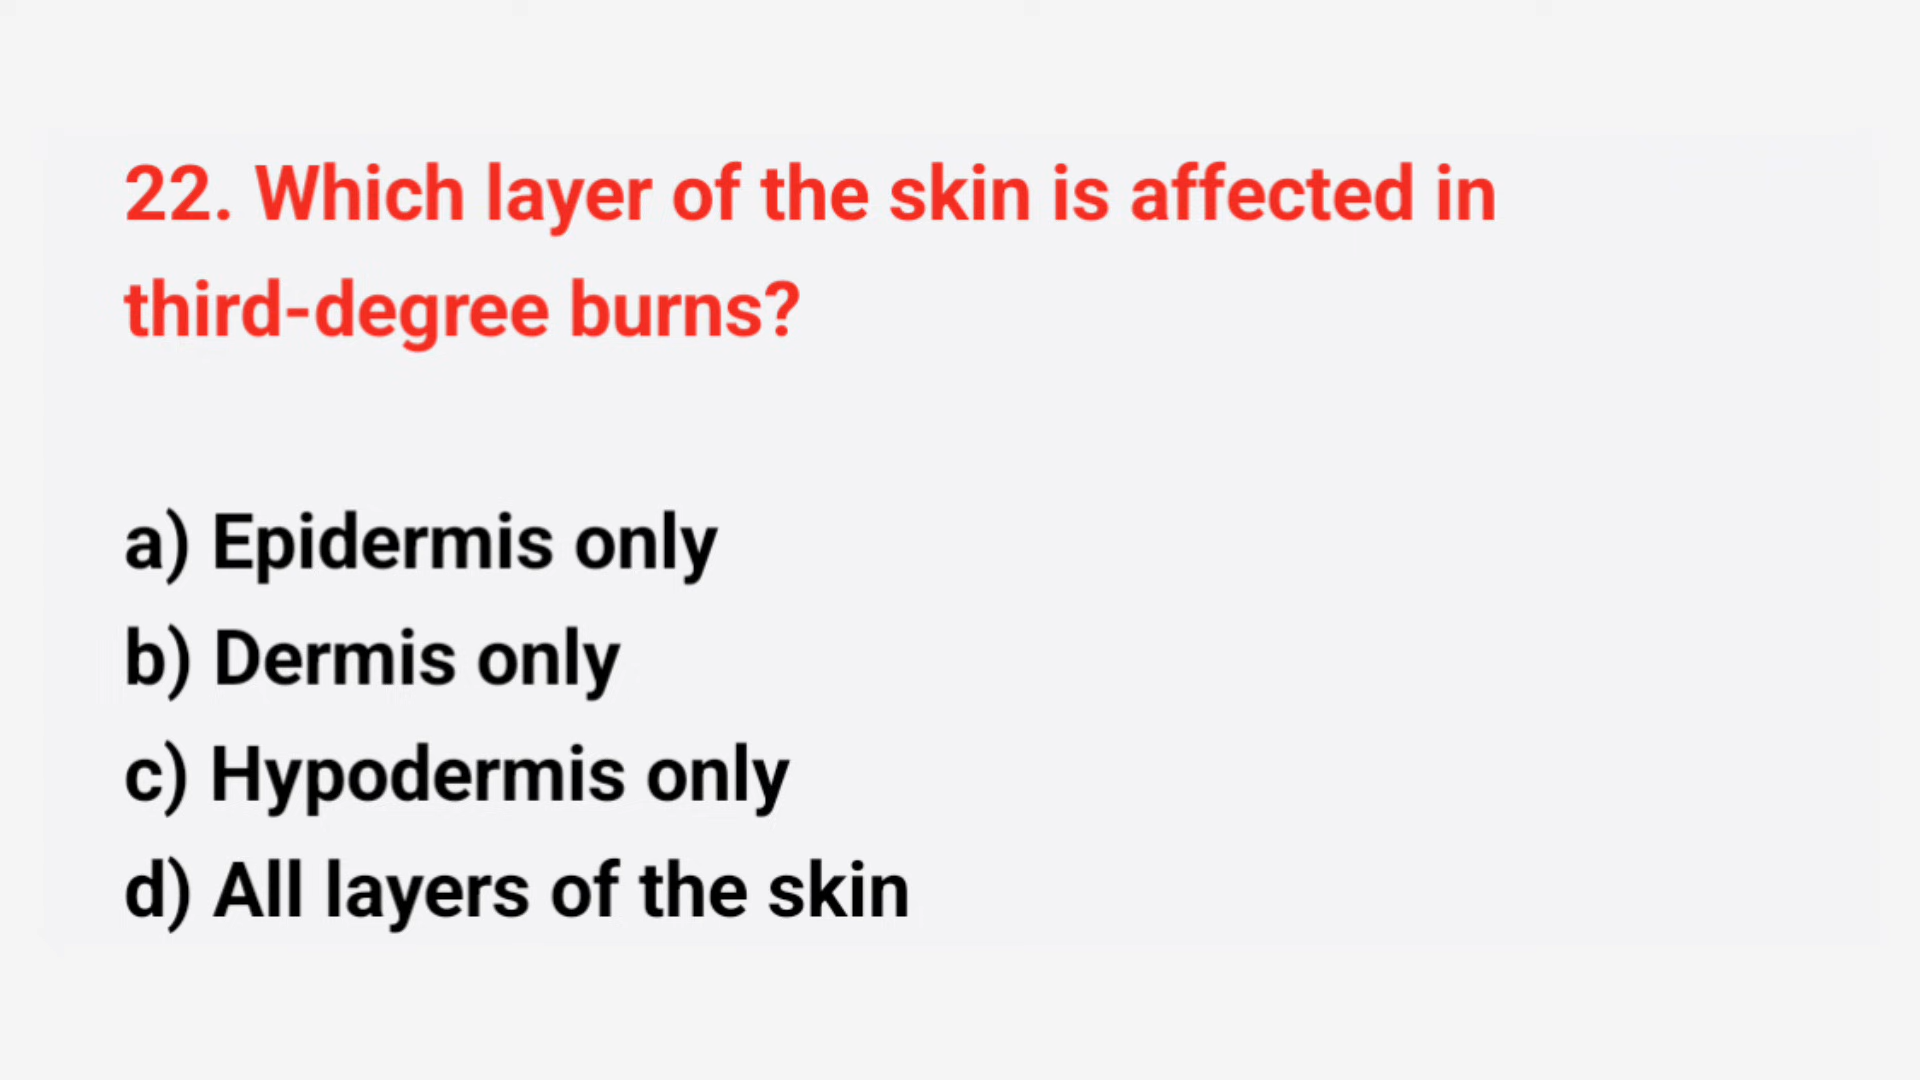 22. Which layer of the skin is affected in
third-degree burns?
a) Epidermis only
b) Dermis only
c) Hypodermis only
d) All layers of the skin